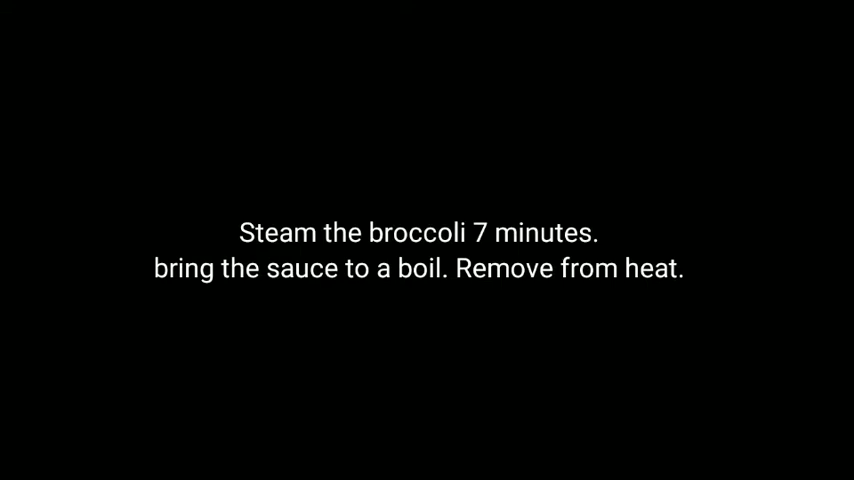 Steam the broccoli 7 minutes.
bring the sauce to a boil. Remove from heat.